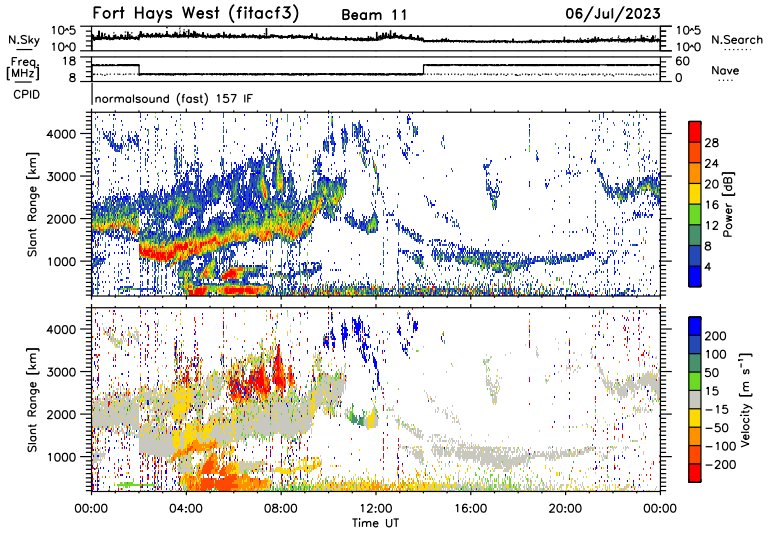 Fort Hays West (fitacf3) Beam 11 06/Jul/2023
N.Sky 10^5 10^0 10^5 10^0 N.Search
Freq. [MHz] 18 8 60 0 Nave
CPID normalsound (fast) 157 IF
Slant Range [km] 4000 3000 2000 1000
28 24 20 16 12 8 4 Power [dB]
Slant Range [km] 4000 3000 2000 1000
200 100 50 15 -15 -50 -100 -200 Velocity [m s⁻¹]
00:00 04:00 08:00 12:00 16:00 20:00 00:00
Time UT